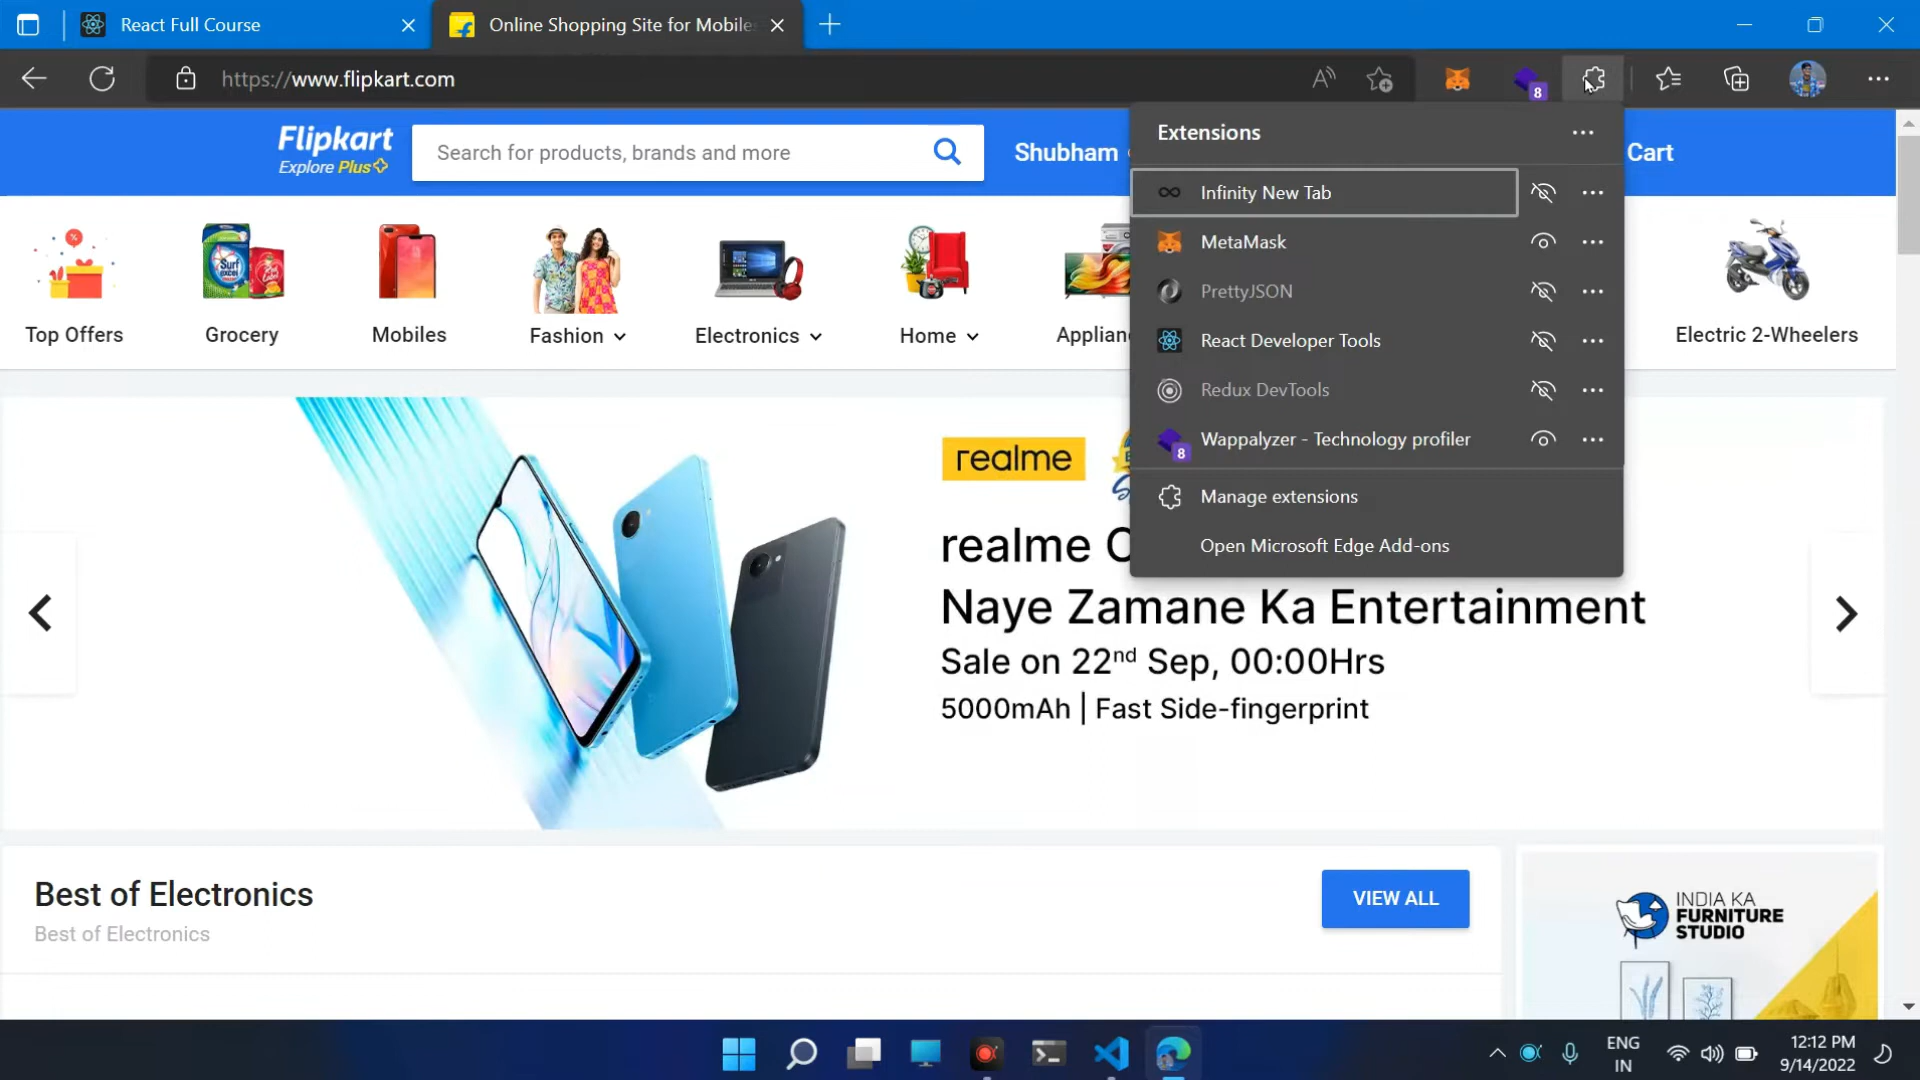 React Full Course
Online Shopping Site for Mobile
https://www.flipkart.com
8
Flipkart
Explore Plus
Search for products, brands and more
Shubham
Cart
Extensions
Infinity New Tab
MetaMask
PrettyJSON
React Developer Tools
Redux DevTools
8
Wappalyzer - Technology profiler
Manage extensions
Open Microsoft Edge Add-ons
Surf excel
Top Offers
Grocery
Mobiles
Fashion
Electronics
Home
Applian
Electric 2-Wheelers
realme
realme C
Naye Zamane Ka Entertainment
Sale on 22nd Sep, 00:00Hrs
5000mAh | Fast Side-fingerprint
Best of Electronics
Best of Electronics
VIEW ALL
INDIA KA
FURNITURE
STUDIO
ENG
IN
12:12 PM
9/14/2022